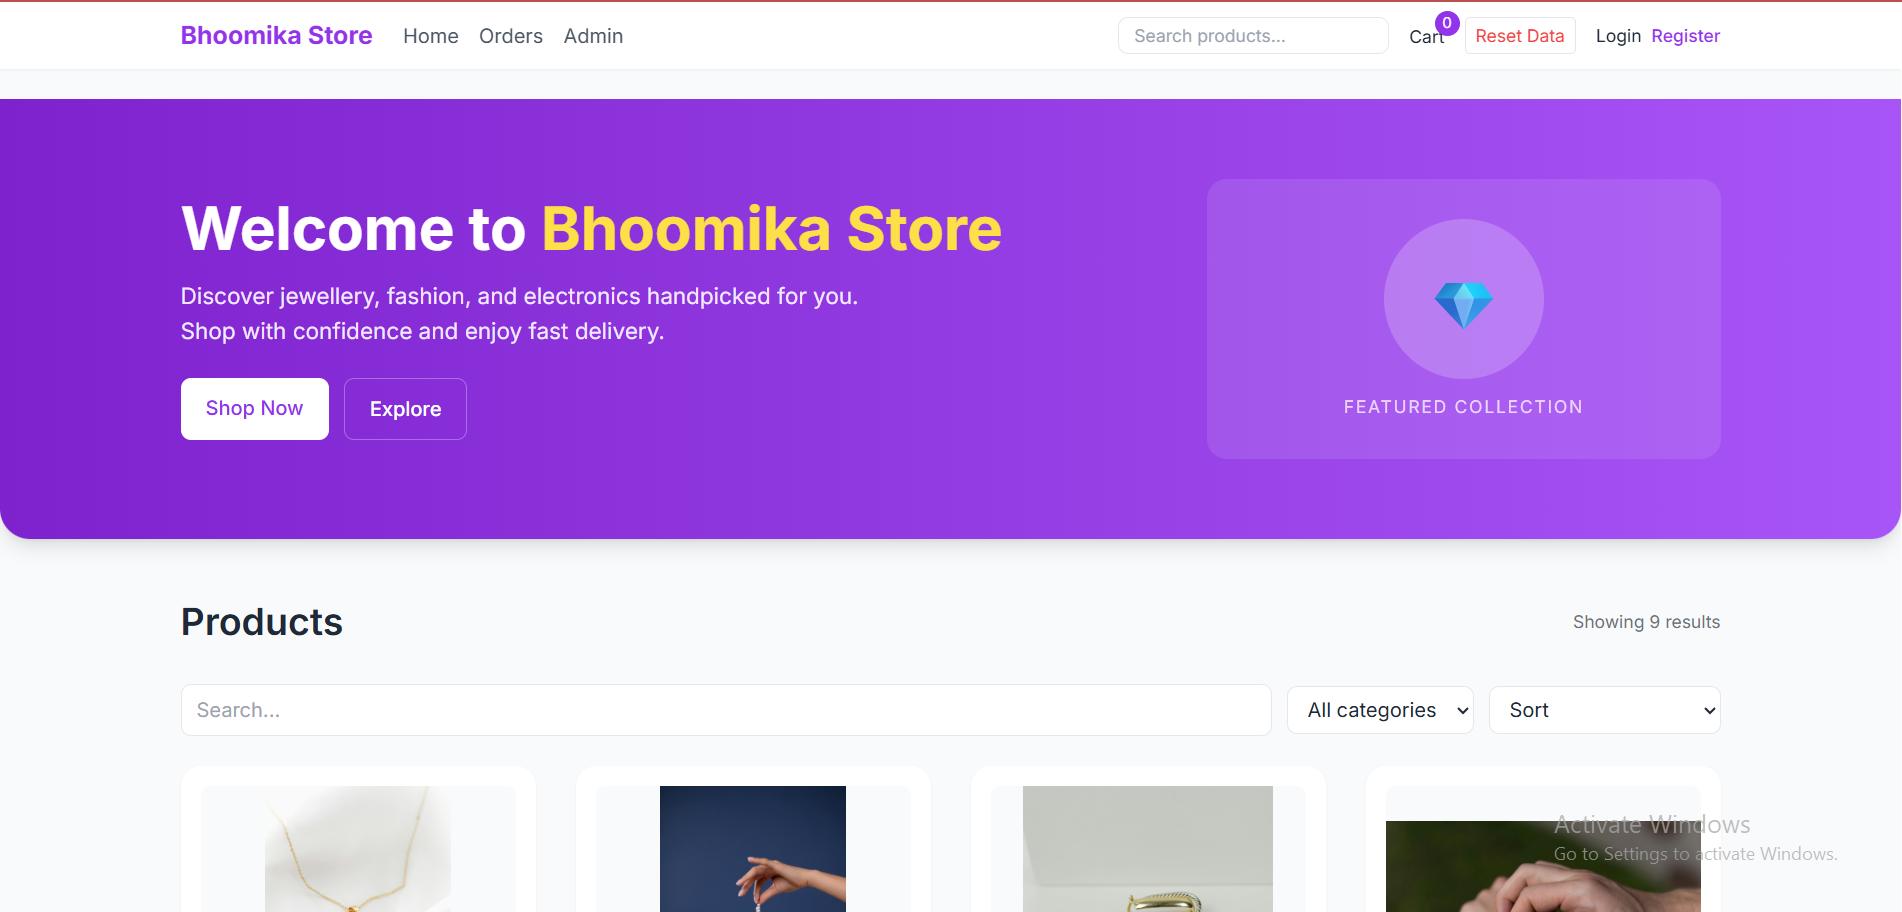 Bhoomika Store Home Orders Admin Search products... Cart 0 Reset Data Login Register
Welcome to Bhoomika Store
Discover jewellery, fashion, and electronics handpicked for you.
Shop with confidence and enjoy fast delivery.
Shop Now Explore
FEATURED COLLECTION
Products Showing 9 results
Search... All categories Sort
Activate Windows
Go to Settings to activate Windows.